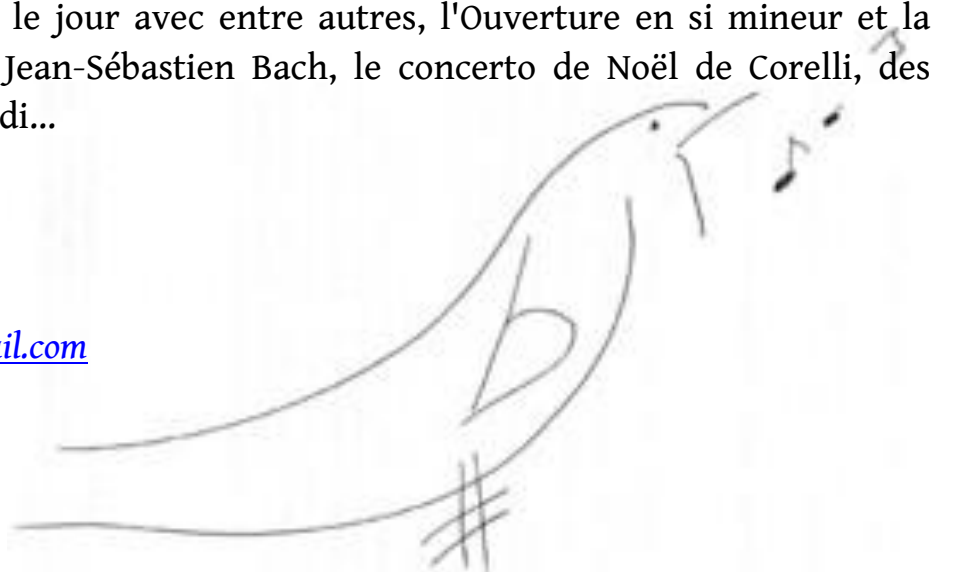 le jour avec entre autres, l'Ouverture en si mineur et la
Jean-Sébastien Bach, le concerto de Noël de Corelli, des
di...
il.com